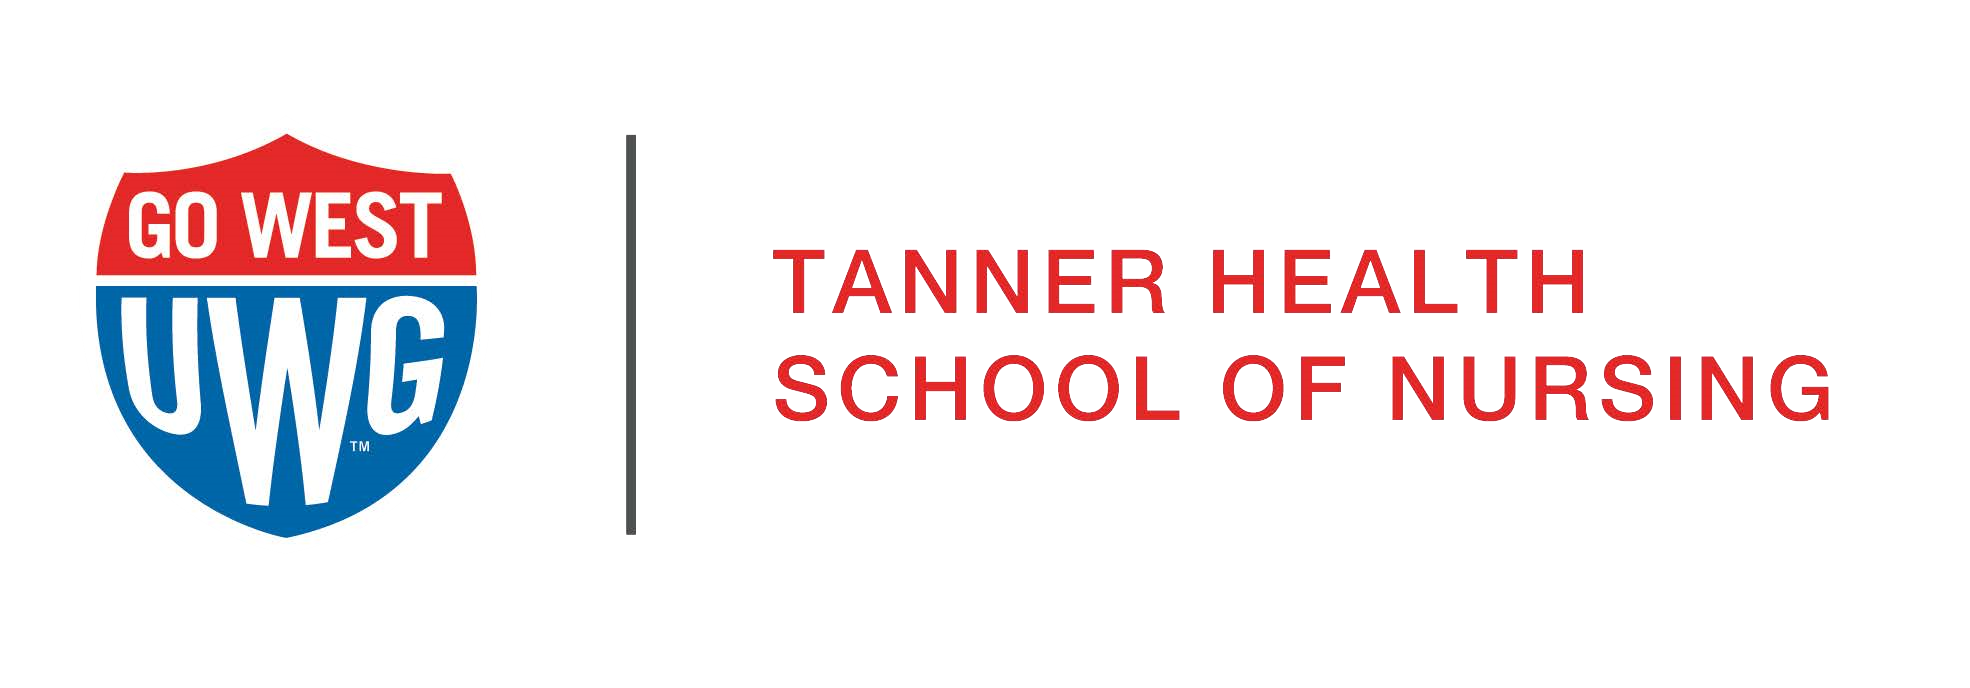 GO WEST
UWG
TM
TANNER HEALTH
SCHOOL OF NURSING